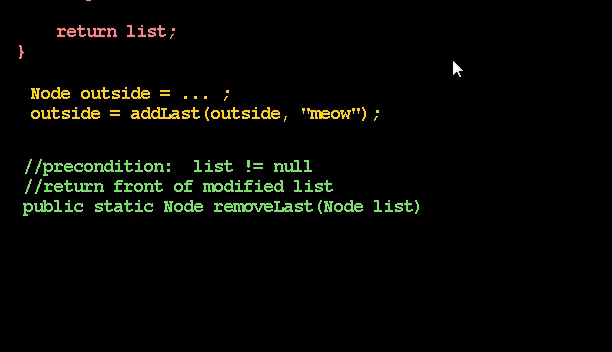 return list;
}
Node outside = ... ;
outside = addLast(outside, "meow");
//precondition:  list != null
//return front of modified list
public static Node removeLast(Node list)